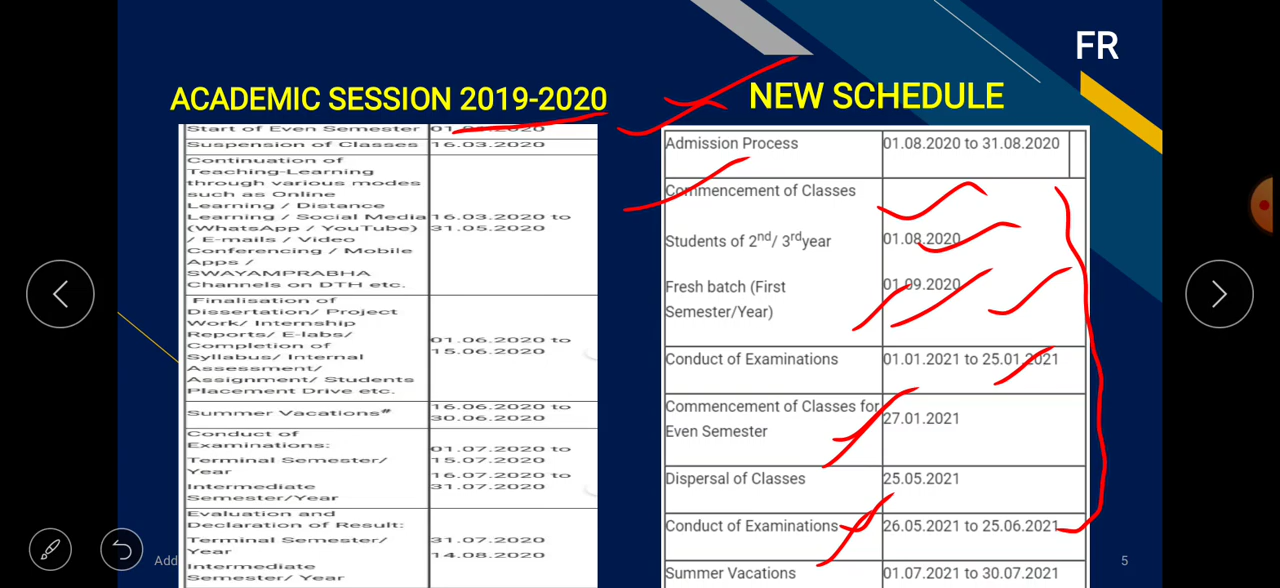 FR
ACADEMIC SESSION 2019-2020
Start of Even Semester
Suspension of Classes 16.03.2020
Continuation of
Teaching-Learning
through various modes
such as Online
Learning / Distance
Learning / Social Media 16.03.2020 to
(WhatsApp / YouTube) 31.05.2020
/ E-mails / Video
Conferencing / Mobile
Apps /
SWAYAMPRABHA
Channels on DTH etc.
Finalisation of
Dissertation/ Project
Work/ Internship
Reports/ E-labs/ 01.06.2020 to
Completion of 15.06.2020
Syllabus/ Internal
Assessment/
Assignment/ Students
Placement Drive etc.
Summer Vacations# 16.06.2020 to
30.06.2020
Conduct of
Examinations: 01.07.2020 to
Terminal Semester/ 15.07.2020
Year 16.07.2020 to
Intermediate 31.07.2020
Semester/Year
Evaluation and
Declaration of Result:
Terminal Semester/ 31.07.2020
Year 14.08.2020
Intermediate
Semester/ Year
NEW SCHEDULE
Admission Process 01.08.2020 to 31.08.2020
Commencement of Classes
Students of 2nd/ 3rdyear 01.08.2020
Fresh batch (First 01.09.2020
Semester/Year)
Conduct of Examinations 01.01.2021 to 25.01.2021
Commencement of Classes for 27.01.2021
Even Semester
Dispersal of Classes 25.05.2021
Conduct of Examinations 26.05.2021 to 25.06.2021
Summer Vacations 01.07.2021 to 30.07.2021
Add
5